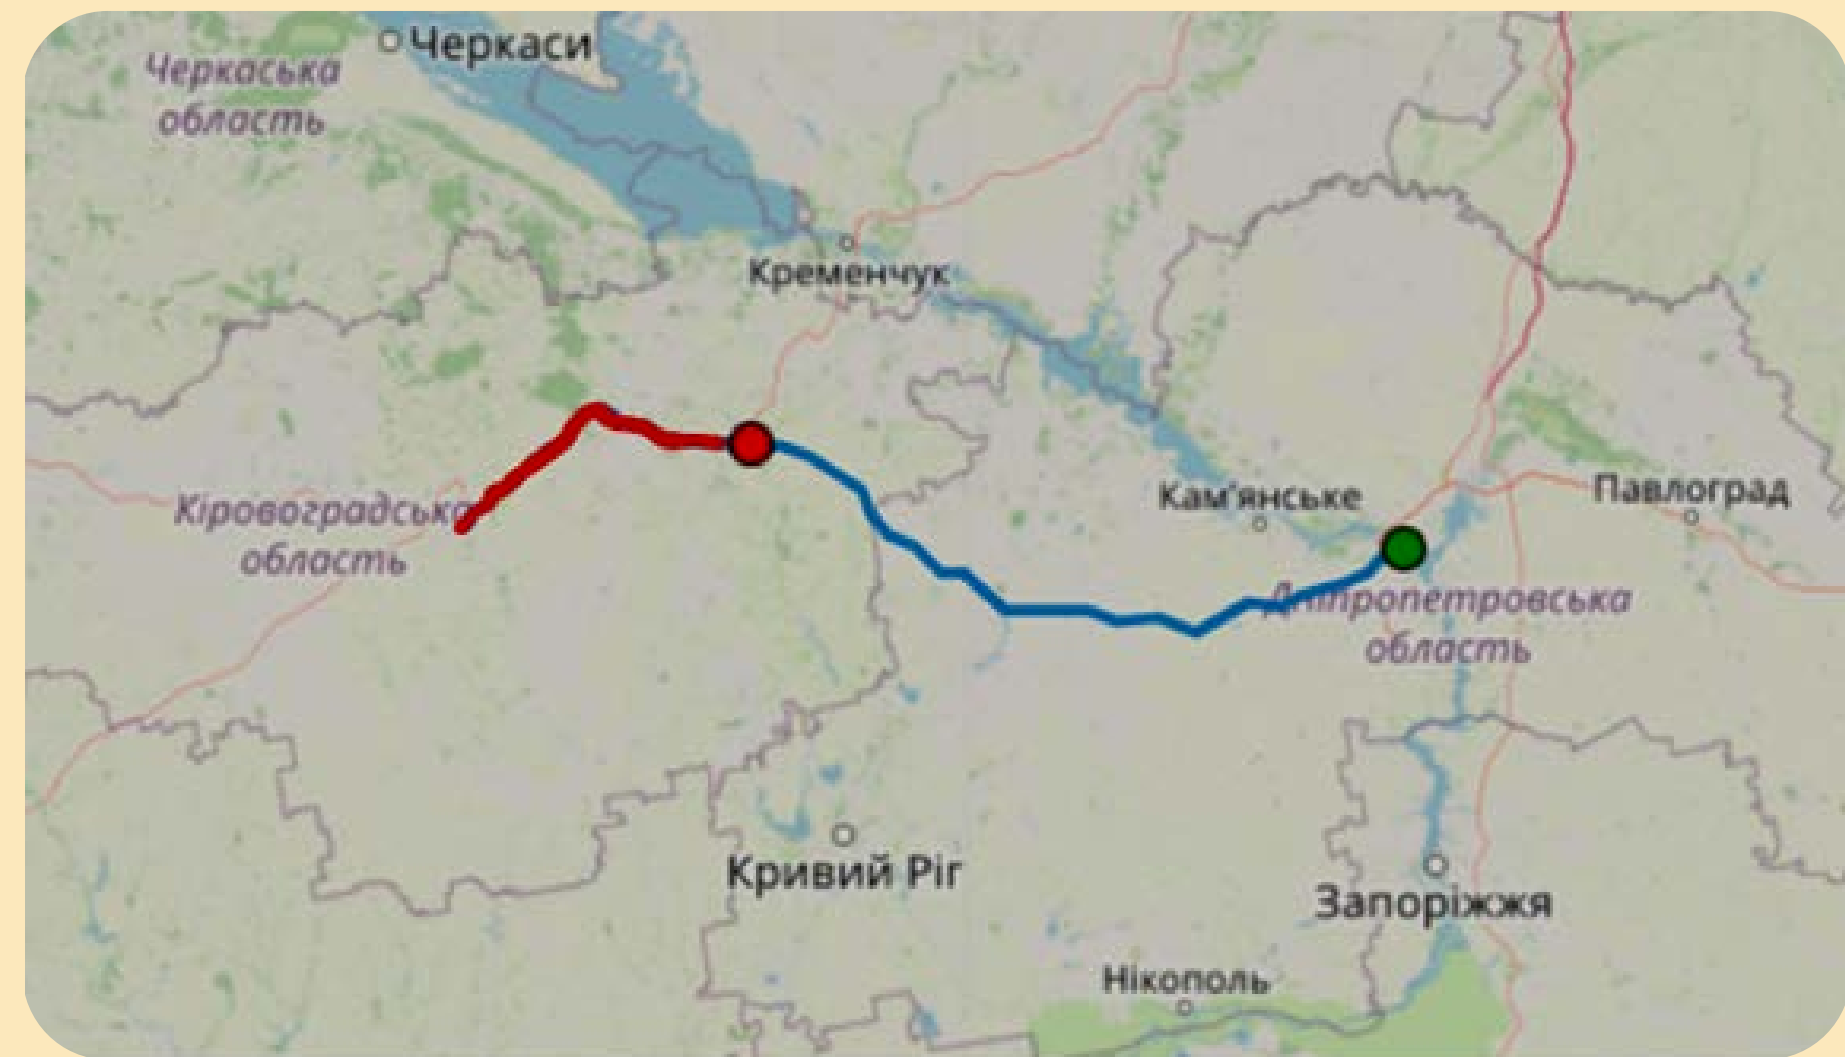 Черкаси
Черкаська
область
Кременчук
Кам'янське
Павлоград
Кіровоградська
область
Дніпропетровська
область
Кривий Ріг
Запоріжжя
Нікополь